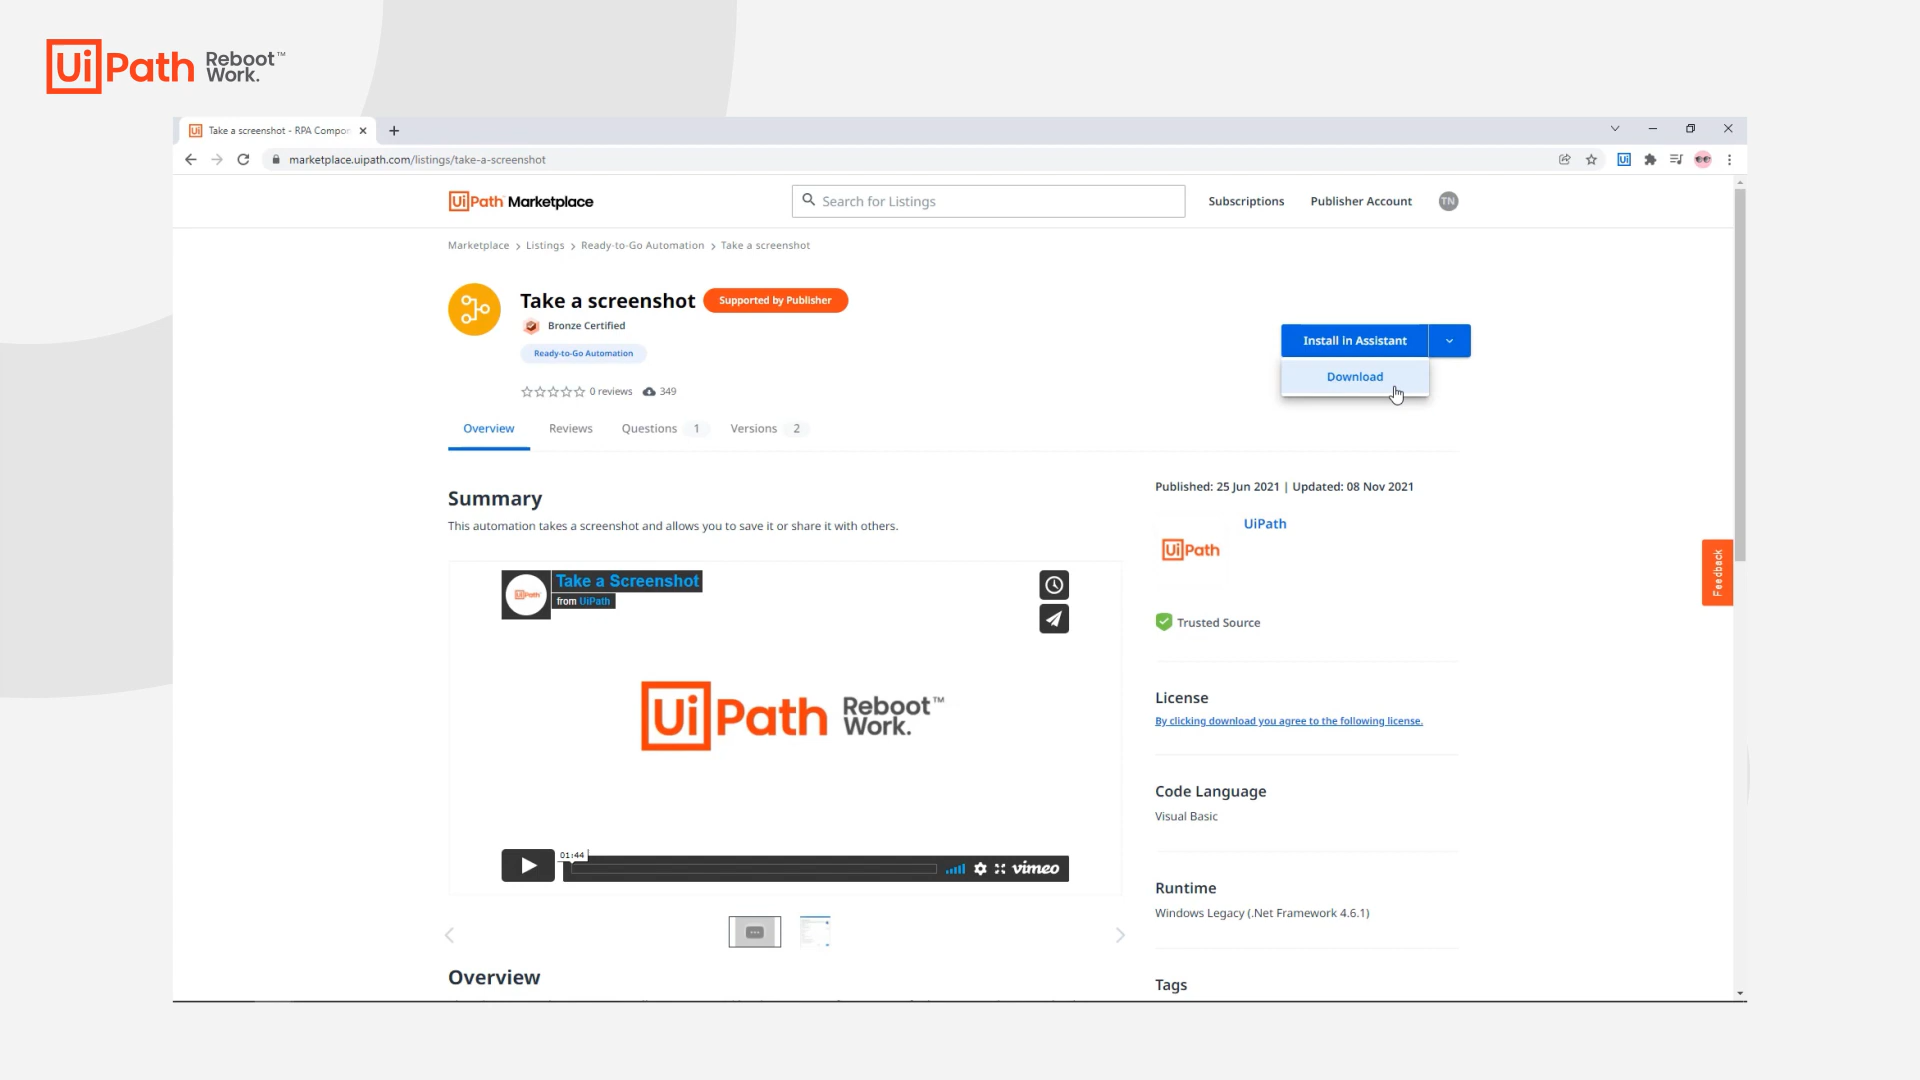 UiPath Reboot™ Work.
Take a screenshot - RPA Compo
marketplace.uipath.com/listings/take-a-screenshot
Ui
UiPath Marketplace
Search for Listings
Subscriptions
Publisher Account
TN
Marketplace > Listings > Ready-to-Go Automation > Take a screenshot
Take a screenshot
Supported by Publisher
Bronze Certified
Ready-to-Go Automation
0 reviews 349
Install in Assistant
Download
Overview
Reviews
Questions 1
Versions 2
Summary
This automation takes a screenshot and allows you to save it or share it with others.
Published: 25 Jun 2021 | Updated: 08 Nov 2021
UiPath
UiPath
Trusted Source
Feedback
UiPath
Take a Screenshot
from UiPath
UiPath Reboot™ Work.
01:44
vimeo
License
By clicking download you agree to the following license.
Code Language
Visual Basic
Runtime
Windows Legacy (.Net Framework 4.6.1)
Overview
Tags